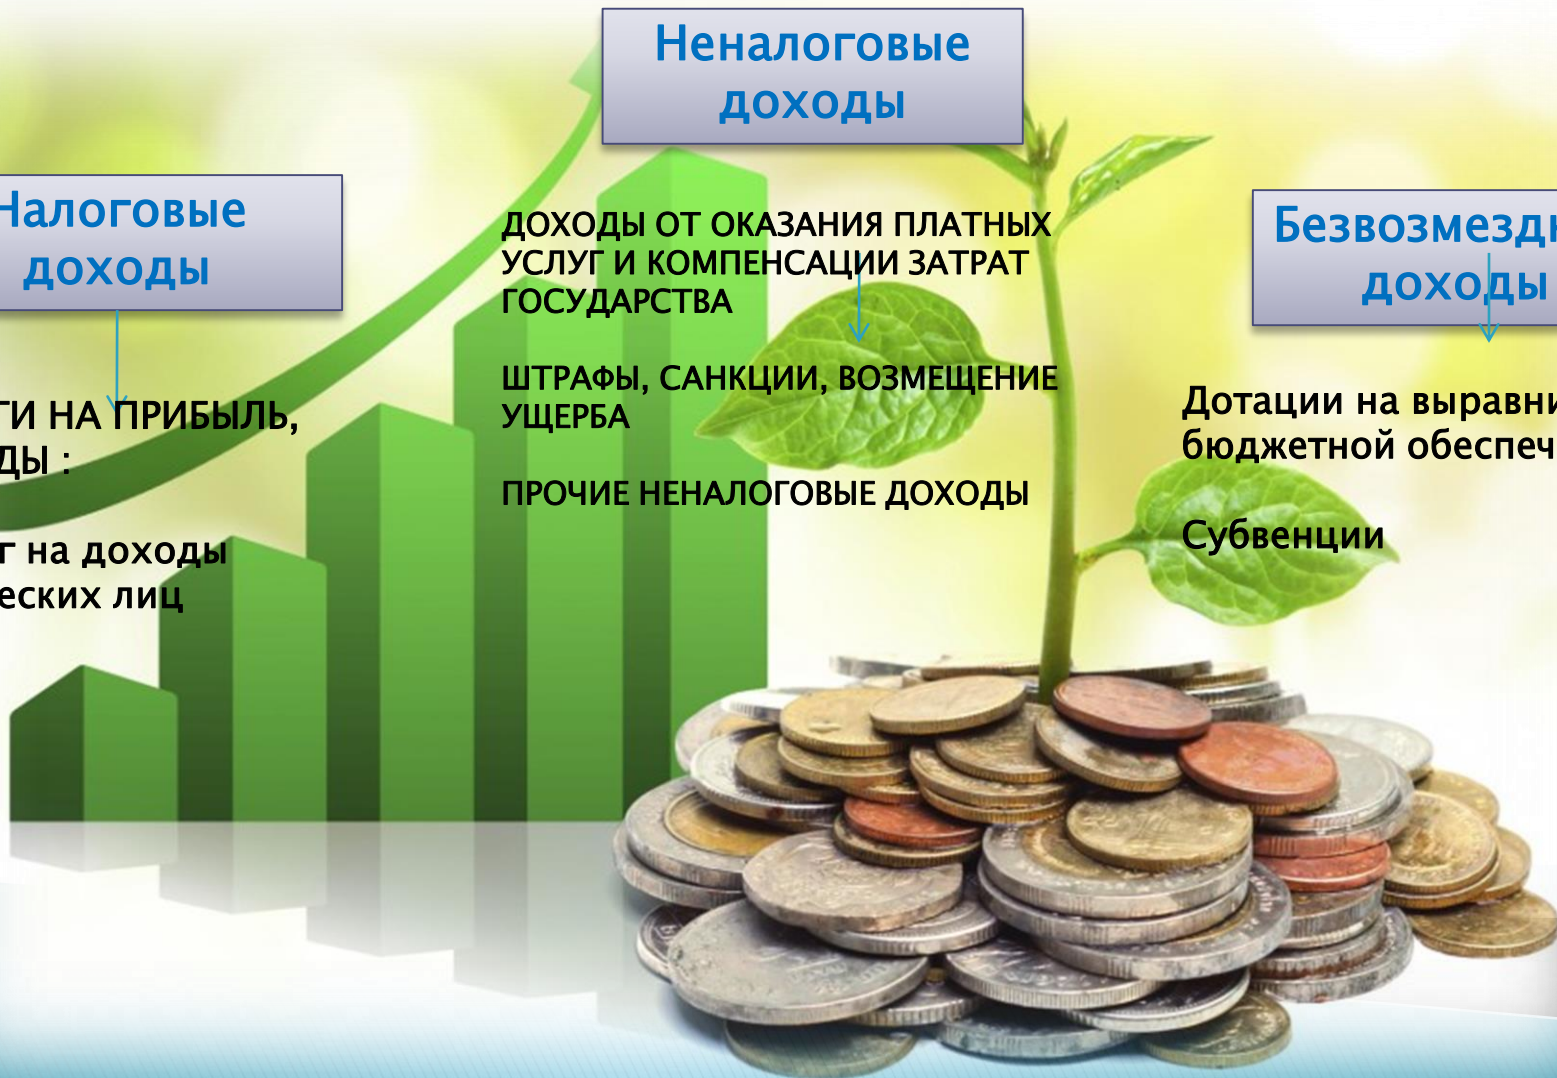 Неналоговые
доходы
Налоговые
доходы
ГИ НА ПРИБЫЛЬ,
ДЫ :
г на доходы
еских лиц
ДОХОДЫ ОТ ОКАЗАНИЯ ПЛАТНЫХ
УСЛУГ И КОМПЕНСАЦИИ ЗАТРАТ
ГОСУДАРСТВА
ШТРАФЫ, САНКЦИИ, ВОЗМЕЩЕНИЕ
УЩЕРБА
ПРОЧИЕ НЕНАЛОГОВЫЕ ДОХОДЫ
Безвозмездн
доходы
Дотации на выравни
бюджетной обеспеч
Субвенции